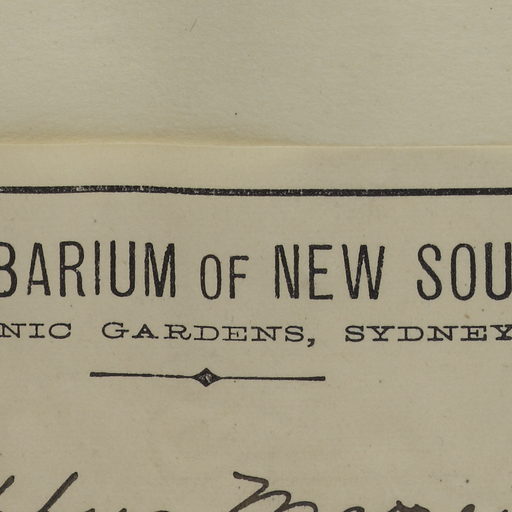 BARIUM OF NEW SOU
NIC GARDENS, SYDNEY